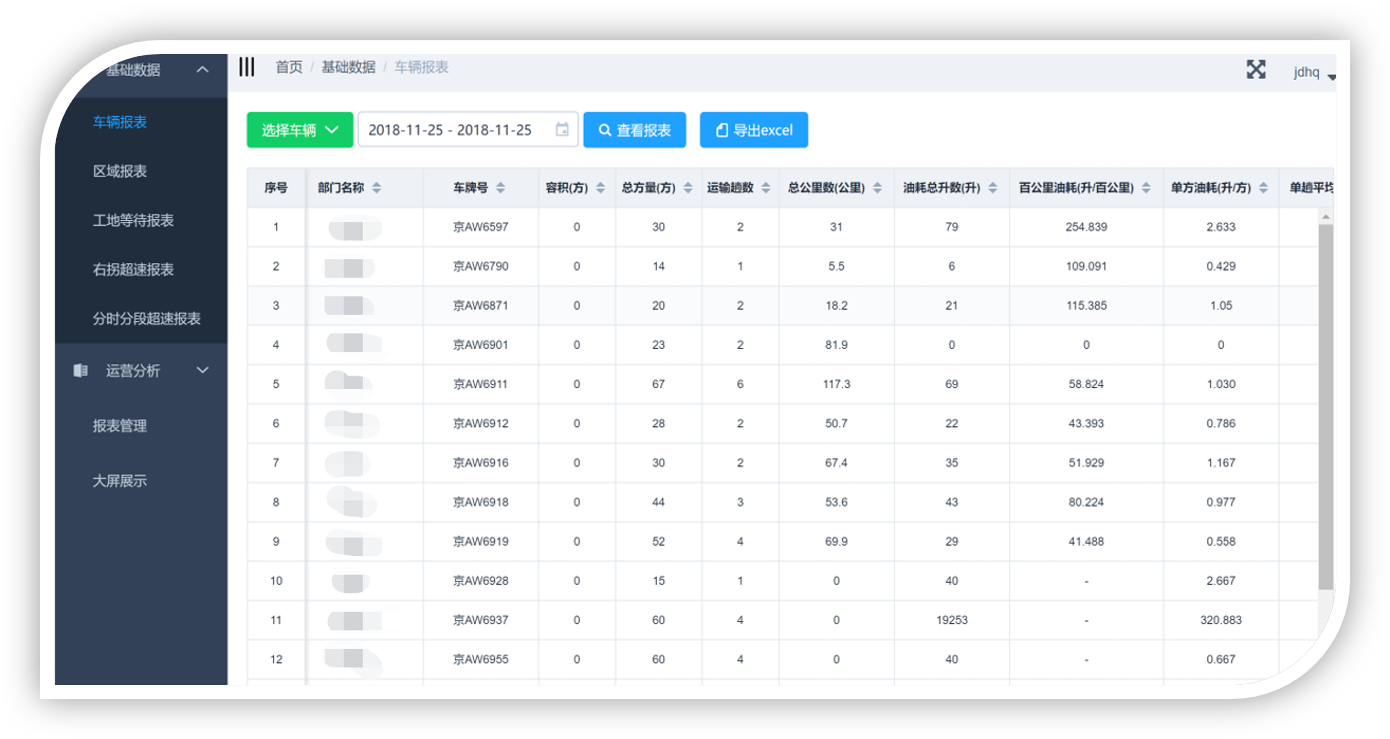 基础数据
首页 / 基础数据 / 车辆报表
jdhq
车辆报表
区域报表
工地等待报表
右拐超速报表
分时分段超速报表
运营分析
报表管理
大屏展示
选择车辆 2018-11-25 - 2018-11-25 查看报表 导出excel
序号 部门名称 车牌号 容积(方) 总方量(方) 运输趟数 总公里数(公里) 油耗总升数(升) 百公里油耗(升/百公里) 单方油耗(升/方) 单趟平均
1 京AW6597 0 30 2 31 79 254.839 2.633
2 京AW6790 0 14 1 5.5 6 109.091 0.429
3 京AW6871 0 20 2 18.2 21 115.385 1.05
4 京AW6901 0 23 2 81.9 0 0 0
5 京AW6911 0 67 6 117.3 69 58.824 1.030
6 京AW6912 0 28 2 50.7 22 43.393 0.786
7 京AW6916 0 30 2 67.4 35 51.929 1.167
8 京AW6918 0 44 3 53.6 43 80.224 0.977
9 京AW6919 0 52 4 69.9 29 41.488 0.558
10 京AW6928 0 15 1 0 40 - 2.667
11 京AW6937 0 60 4 0 19253 - 320.883
12 京AW6955 0 60 4 0 40 - 0.667